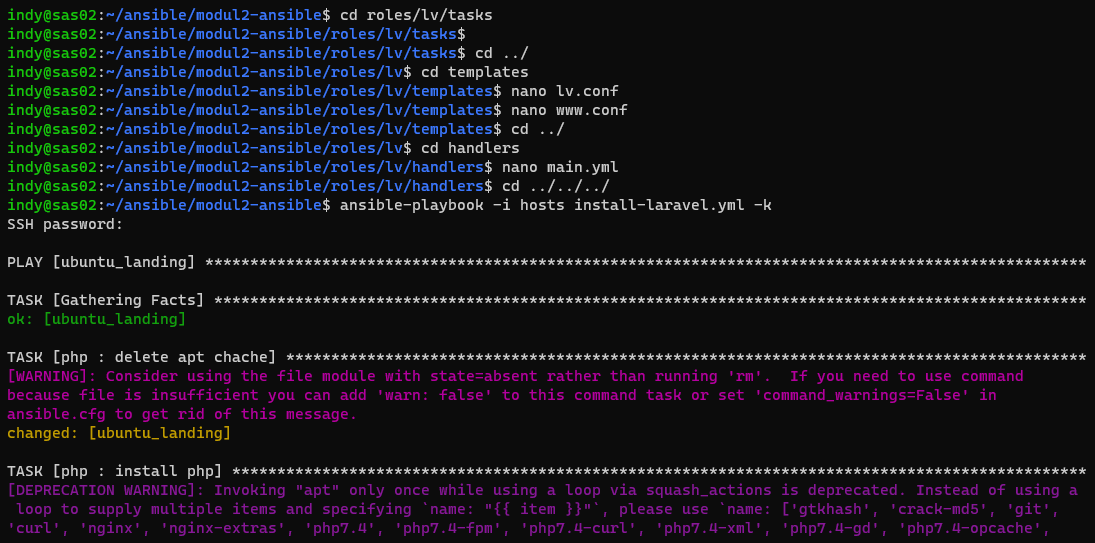 indy@sas02:~/ansible/modul2-ansible$ cd roles/lv/tasks
indy@sas02:~/ansible/modul2-ansible/roles/lv/tasks$
indy@sas02:~/ansible/modul2-ansible/roles/lv/tasks$ cd ../
indy@sas02:~/ansible/modul2-ansible/roles/lv$ cd templates
indy@sas02:~/ansible/modul2-ansible/roles/lv/templates$ nano lv.conf
indy@sas02:~/ansible/modul2-ansible/roles/lv/templates$ nano www.conf
indy@sas02:~/ansible/modul2-ansible/roles/lv/templates$ cd ../
indy@sas02:~/ansible/modul2-ansible/roles/lv$ cd handlers
indy@sas02:~/ansible/modul2-ansible/roles/lv/handlers$ nano main.yml
indy@sas02:~/ansible/modul2-ansible/roles/lv/handlers$ cd ../../../
indy@sas02:~/ansible/modul2-ansible$ ansible-playbook -i hosts install-laravel.yml -k
SSH password:
PLAY [ubuntu_landing] **************************************************************************************************
TASK [Gathering Facts] *************************************************************************************************
ok: [ubuntu_landing]
TASK [php : delete apt chache] *****************************************************************************************
[WARNING]: Consider using the file module with state=absent rather than running 'rm'.  If you need to use command
because file is insufficient you can add 'warn: false' to this command task or set 'command_warnings=False' in
ansible.cfg to get rid of this message.
changed: [ubuntu_landing]
TASK [php : install php] ***********************************************************************************************
[DEPRECATION WARNING]: Invoking "apt" only once while using a loop via squash_actions is deprecated. Instead of using a
 loop to supply multiple items and specifying `name: "{{ item }}"`, please use `name: ['gtkhash', 'crack-md5', 'git',
'curl', 'nginx', 'nginx-extras', 'php7.4', 'php7.4-fpm', 'php7.4-curl', 'php7.4-xml', 'php7.4-gd', 'php7.4-opcache',